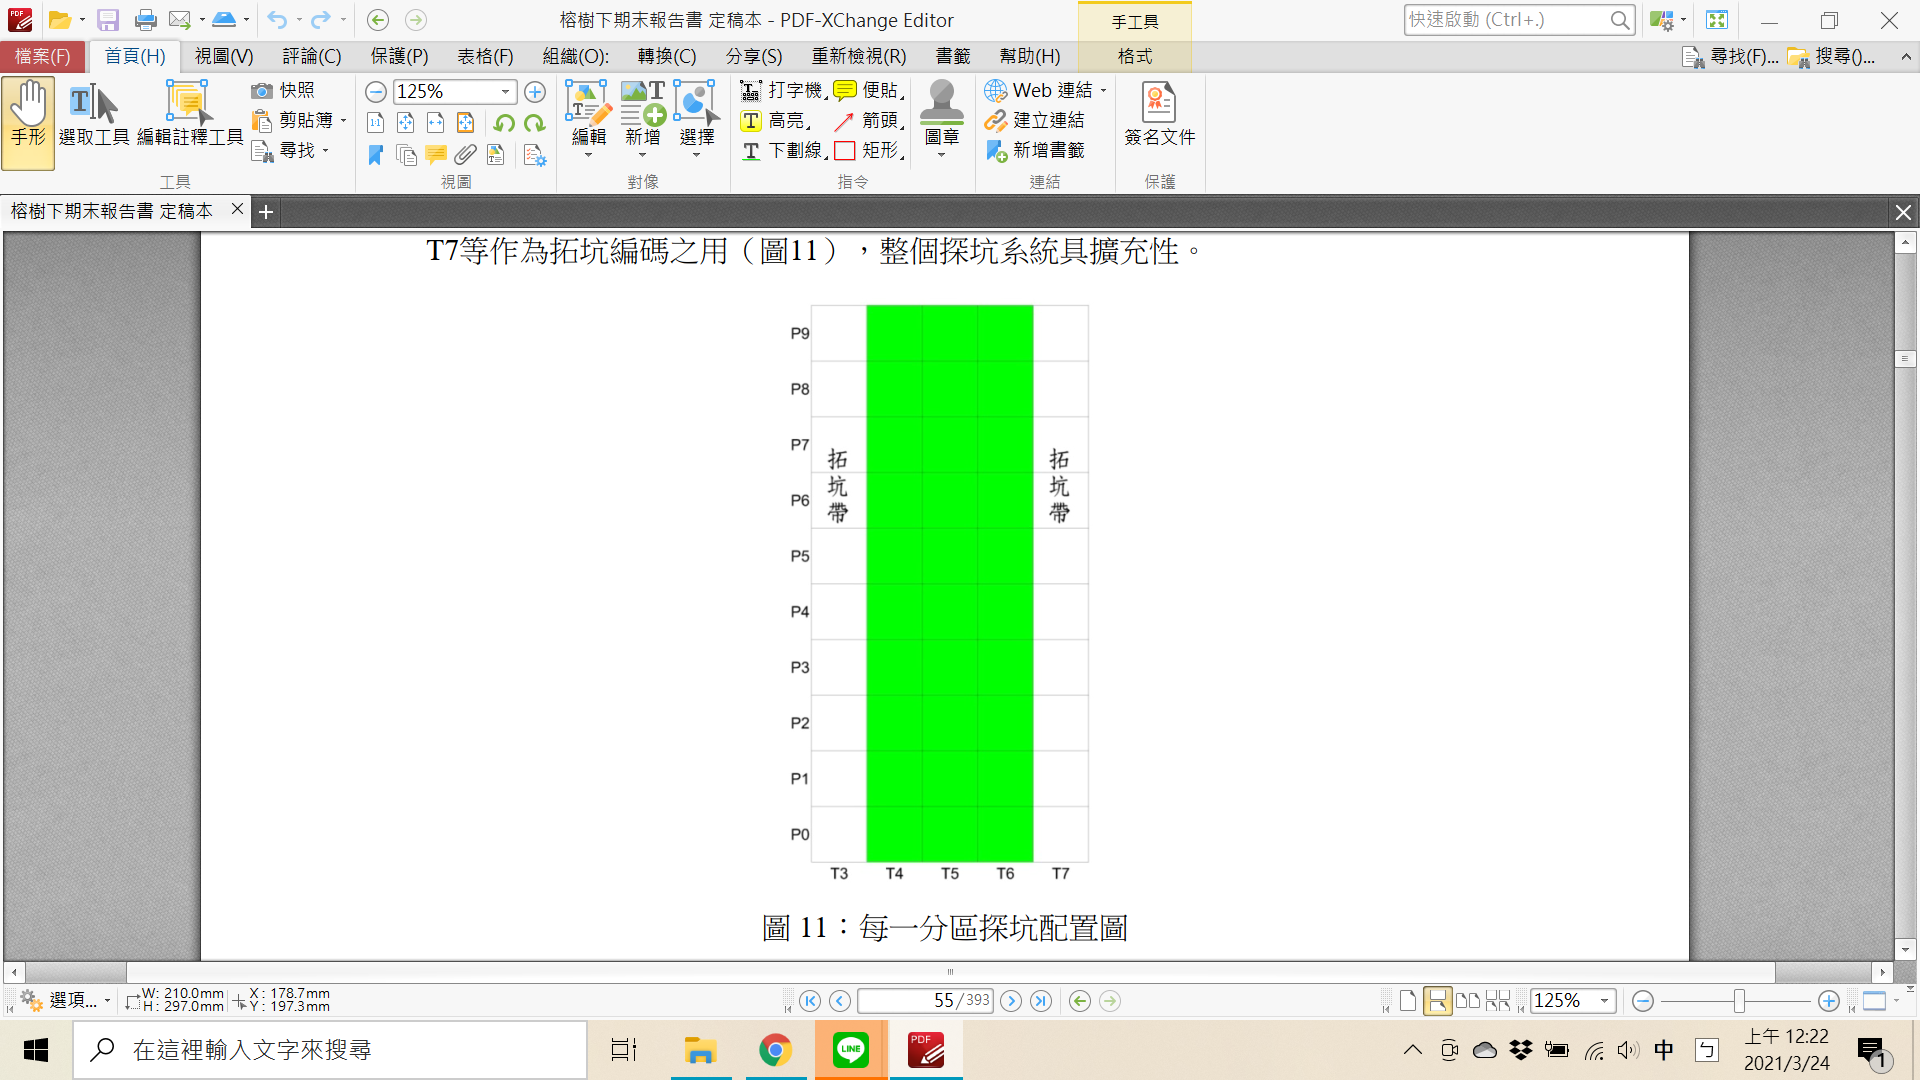 榕樹下期末報告書 定稿本 - PDF-XChange Editor
手工具
快速啟動 (Ctrl+.)
檔案(F) 首頁(H) 視圖(V) 評論(C) 保護(P) 表格(F) 組織(O): 轉換(C) 分享(S) 重新檢視(R) 書籤 幫助(H) 格式 尋找(F)... 搜尋()...
手形
選取工具
編輯註釋工具
快照
剪貼簿
尋找
工具
125%
視圖
編輯
新增
選擇
對像
打字機
便貼
高亮
箭頭
下劃線
矩形
圖章
指令
Web 連結
建立連結
新增書籤
連結
簽名文件
保護
榕樹下期末報告書 定稿本
T7等作為拓坑編碼之用（圖11），整個探坑系統具擴充性。
P9
P8
P7
P6
P5
P4
P3
P2
P1
P0
拓坑帶
拓坑帶
T3 T4 T5 T6 T7
圖 11：每一分區探坑配置圖
選項...
W: 210.0mm
H: 297.0mm
X : 178.7mm
Y : 197.3mm
55 / 393
125%
在這裡輸入文字來搜尋
PDF
LINE
中
ㄅ
上午 12:22
2021/3/24
1